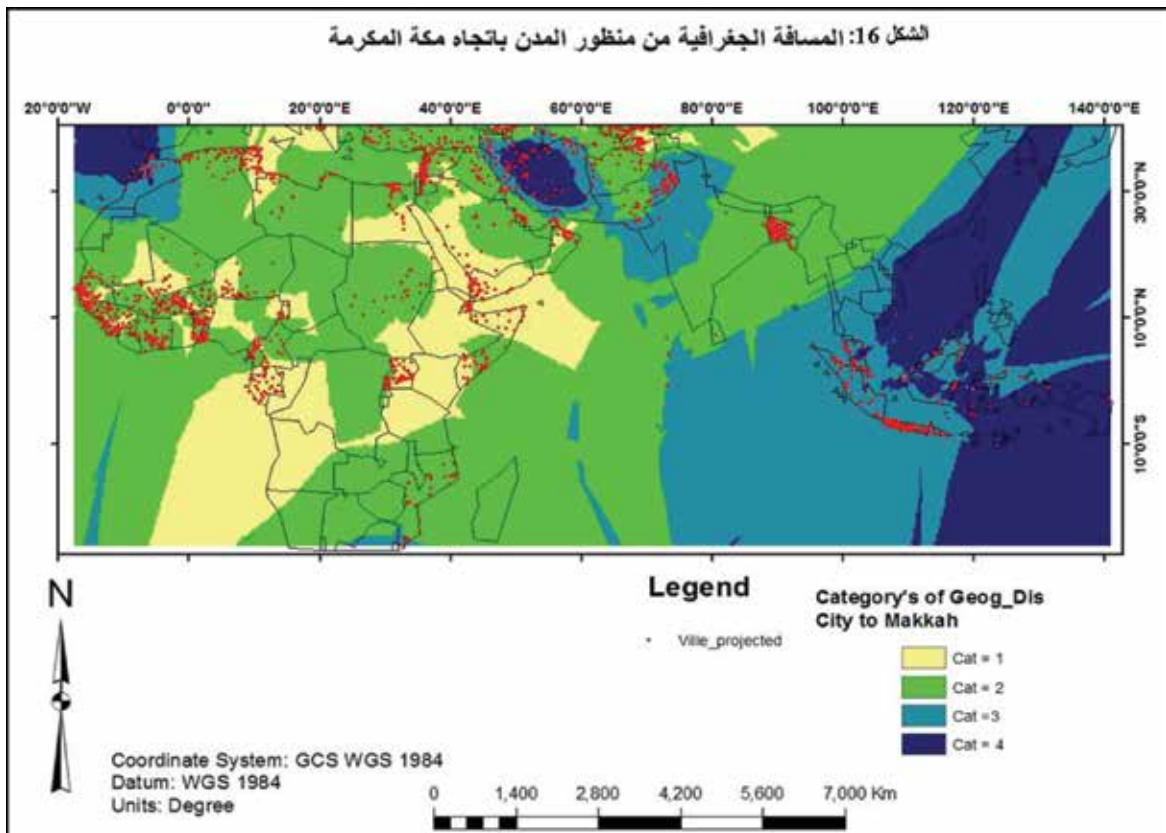 الشكل 16: المسافة الجغرافية من منظور المدن باتجاه مكة المكرمة
20°0'0"W 0°0'0" 20°0'0"E 40°0'0"E 60°0'0"E 80°0'0"E 100°0'0"E 120°0'0"E 140°0'0"E
30°0'0"N
10°0'0"N
10°0'0"S
N
Legend
Ville_projected
Category's of Geog_Dis
City to Makkah
Cat = 1
Cat = 2
Cat =3
Cat = 4
Coordinate System: GCS WGS 1984
Datum: WGS 1984
Units: Degree
0 1,400 2,800 4,200 5,600 7,000 Km